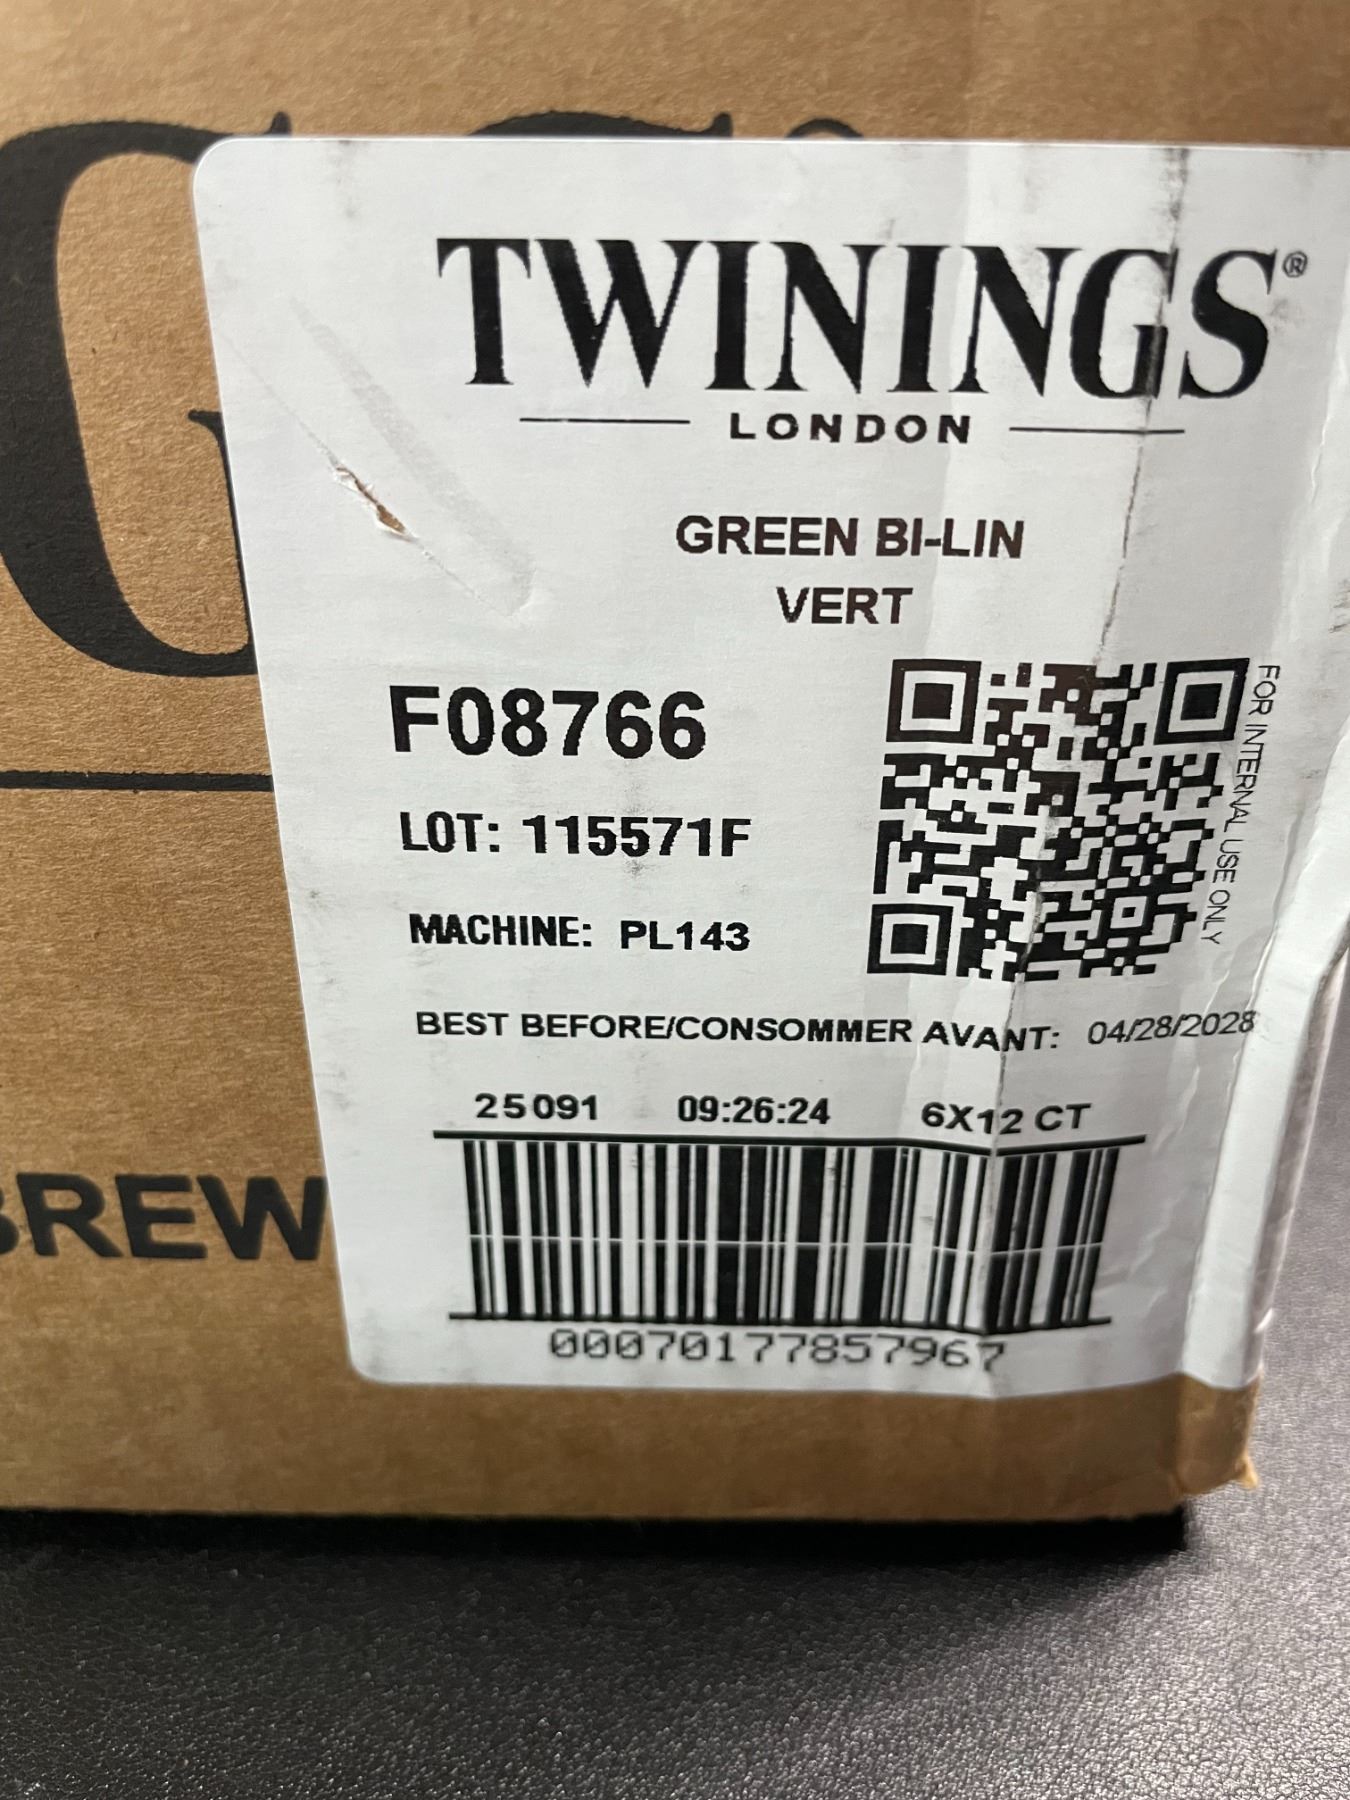 TWININGS®
LONDON
GREEN BI-LIN
VERT
F08766
LOT: 115571F
MACHINE: PL143
FOR INTERNAL USE ONLY
BEST BEFORE/CONSOMMER AVANT: 04/28/2028
25091 09:26:24 6X12 CT
00070177857967
BREW